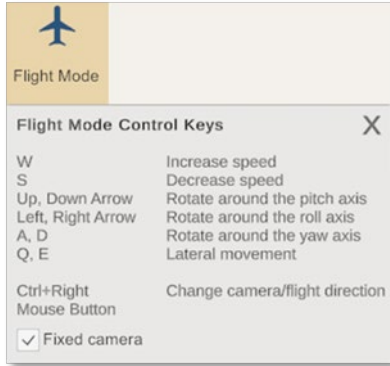 Flight Mode
Flight Mode Control Keys X
W Increase speed
S Decrease speed
Up, Down Arrow Rotate around the pitch axis
Left, Right Arrow Rotate around the roll axis
A, D Rotate around the yaw axis
Q, E Lateral movement
Ctrl+Right Change camera/flight direction
Mouse Button
Fixed camera